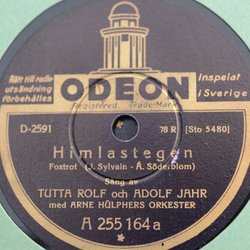 Rätt till radio-
utsändning
förbehålles
Inspelat
i Sverige
ODEON
Registered Trade-Mark
D-2591
78 R
[Sto 5480]
Himlastegen
Foxtrot (J. Sylvain - A. Söderblom)
Sång av
TUTTA ROLF och ADOLF JAHR
med ARNE HÜLPHERS ORKESTER
A 255 164 a